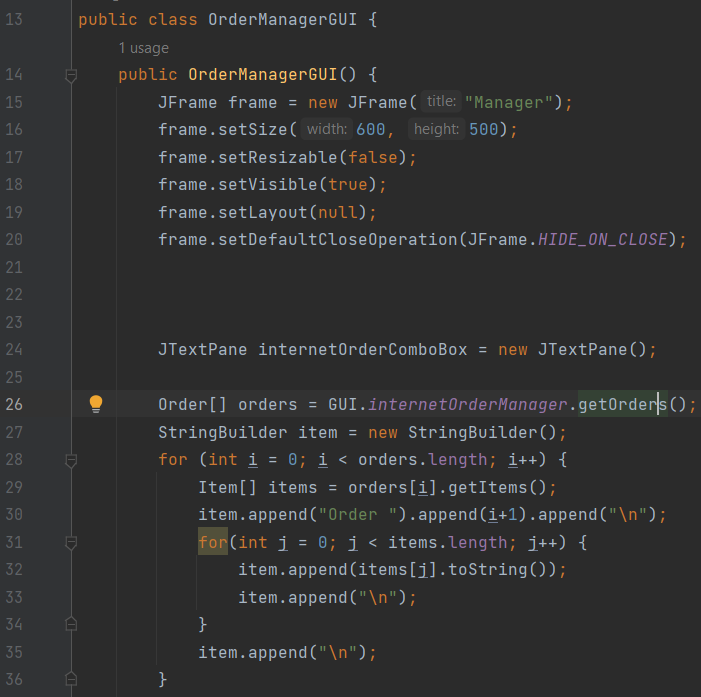 13 public class OrderManagerGUI {
1 usage
14 public OrderManagerGUI() {
15 JFrame frame = new JFrame( title: "Manager");
16 frame.setSize( width: 600, height: 500);
17 frame.setResizable(false);
18 frame.setVisible(true);
19 frame.setLayout(null);
20 frame.setDefaultCloseOperation(JFrame.HIDE_ON_CLOSE);
21
22
23
24 JTextPane internetOrderComboBox = new JTextPane();
25
26 Order[] orders = GUI.internetOrderManager.getOrders();
27 StringBuilder item = new StringBuilder();
28 for (int i = 0; i < orders.length; i++) {
29 Item[] items = orders[i].getItems();
30 item.append("Order ").append(i+1).append("\n");
31 for(int j = 0; j < items.length; j++) {
32 item.append(items[j].toString());
33 item.append("\n");
34 }
35 item.append("\n");
36 }